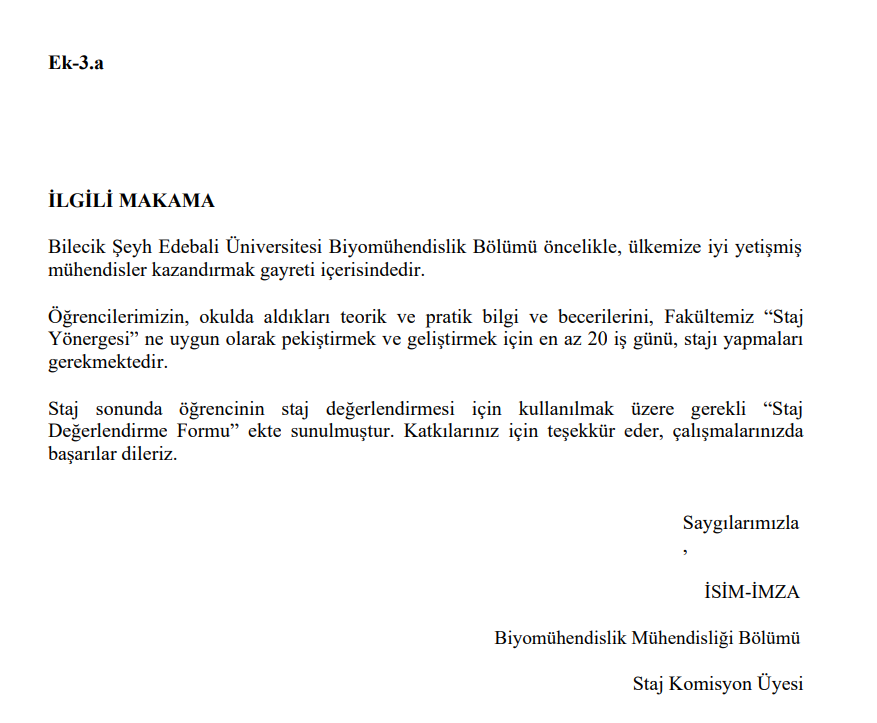 Ek-3.a
İLGİLİ MAKAMA
Bilecik Şeyh Edebali Üniversitesi Biyomühendislik Bölümü öncelikle, ülkemize iyi yetişmiş
mühendisler kazandırmak gayreti içerisindedir.
Öğrencilerimizin, okulda aldıkları teorik ve pratik bilgi ve becerilerini, Fakültemiz “Staj
Yönergesi” ne uygun olarak pekiştirmek ve geliştirmek için en az 20 iş günü, stajı yapmaları
gerekmektedir.
Staj sonunda öğrencinin staj değerlendirmesi için kullanılmak üzere gerekli “Staj
Değerlendirme Formu” ekte sunulmuştur. Katkılarınız için teşekkür eder, çalışmalarınızda
başarılar dileriz.
Saygılarımızla
,
İSİM-İMZA
Biyomühendislik Mühendisliği Bölümü
Staj Komisyon Üyesi